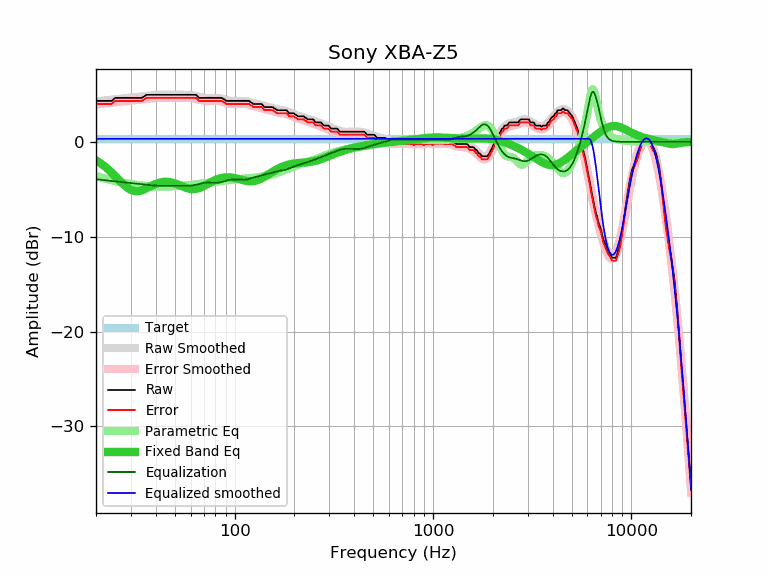 Sony XBA-Z5
Amplitude (dBr)
0
−10
−20
−30
Target
Raw Smoothed
Error Smoothed
Raw
Error
Parametric Eq
Fixed Band Eq
Equalization
Equalized smoothed
100
1000
10000
Frequency (Hz)